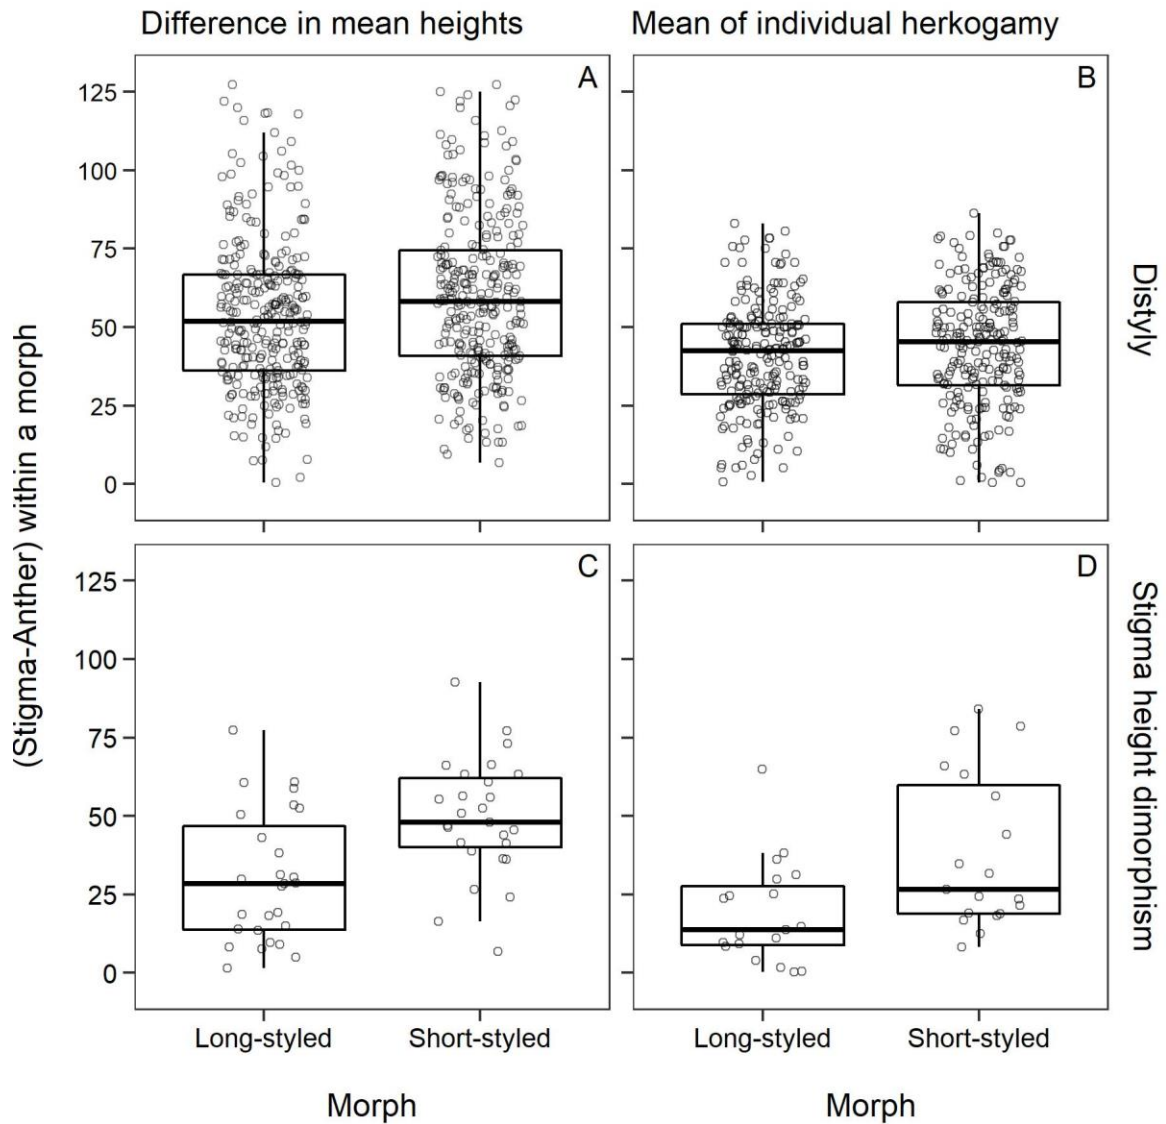 Difference in mean heights
Mean of individual herkogamy
A
B
125
100
75
50
25
0
Distyly
(Stigma-Anther) within a morph
C
D
125
100
75
50
25
0
Stigma height dimorphism
Long-styled
Short-styled
Long-styled
Short-styled
Morph
Morph